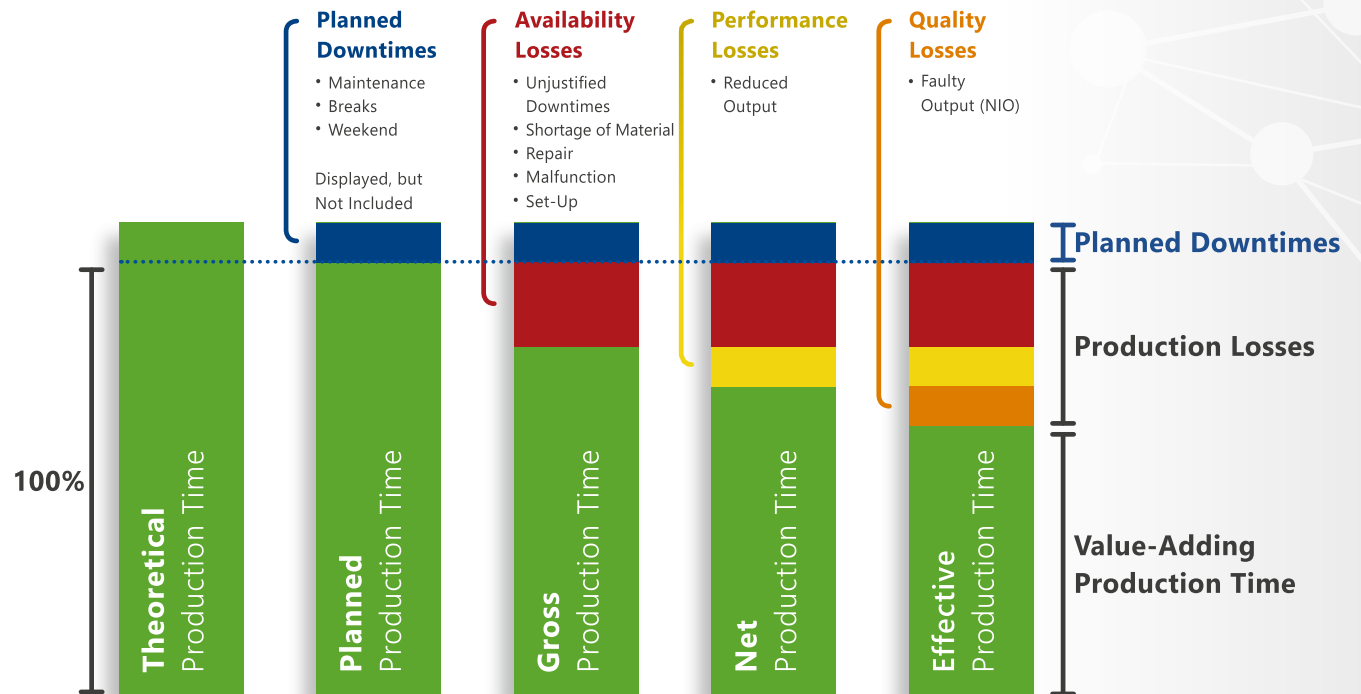 Planned
Downtimes
• Maintenance
• Breaks
• Weekend
Displayed, but
Not Included
Availability
Losses
• Unjustified
Downtimes
• Shortage of Material
• Repair
• Malfunction
• Set-Up
Performance
Losses
• Reduced
Output
Quality
Losses
• Faulty
Output (NIO)
100%
Theoretical
Production Time
Planned
Production Time
Gross
Production Time
Net
Production Time
Effective
Production Time
Planned Downtimes
Production Losses
Value-Adding
Production Time